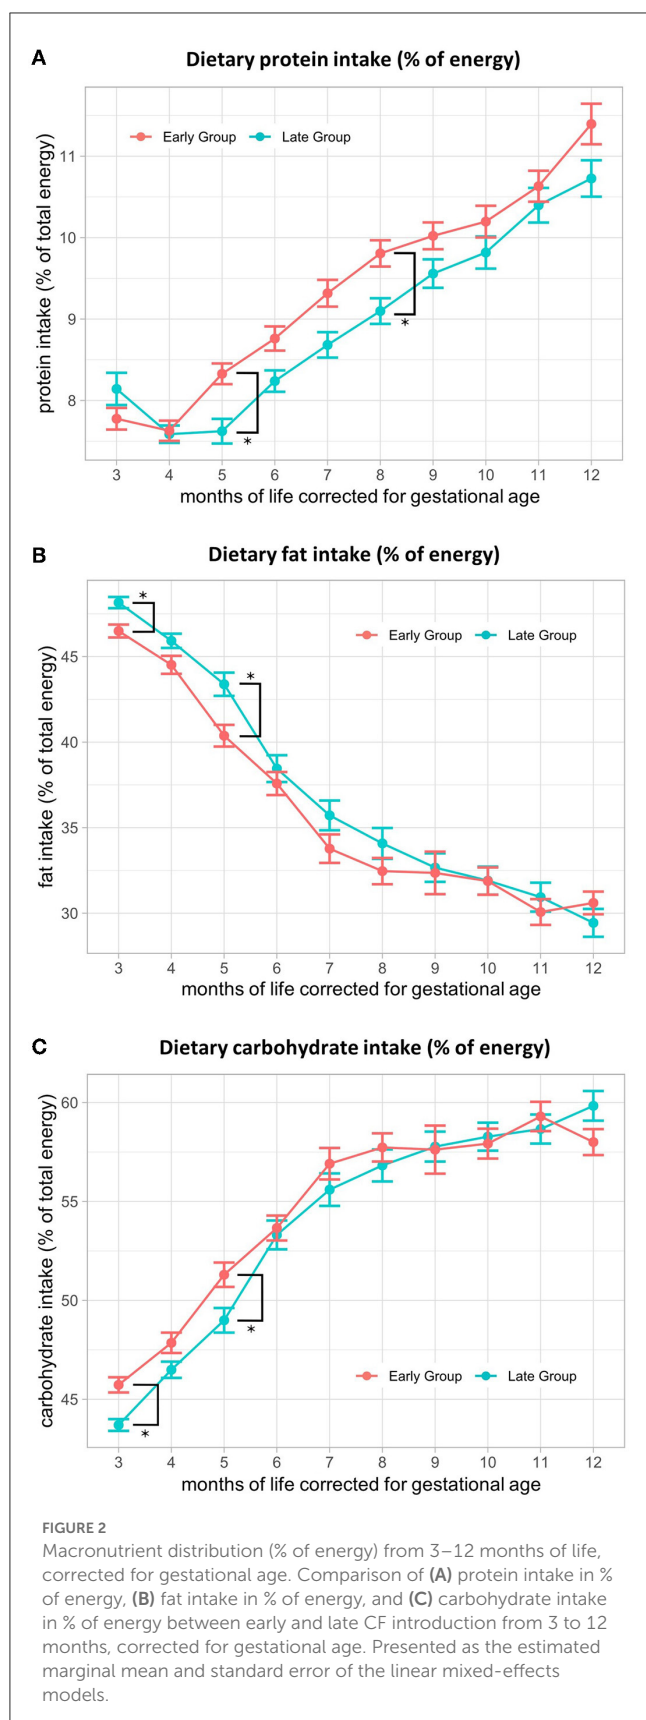 A
Dietary protein intake (% of energy)
Early Group
Late Group
protein intake (% of total energy)
11
10
9
8
*
*
3 4 5 6 7 8 9 10 11 12
months of life corrected for gestational age
B
Dietary fat intake (% of energy)
Early Group
Late Group
fat intake (% of total energy)
45
40
35
30
*
*
3 4 5 6 7 8 9 10 11 12
months of life corrected for gestational age
C
Dietary carbohydrate intake (% of energy)
carbohydrate intake (% of total energy)
60
55
50
45
*
*
Early Group
Late Group
3 4 5 6 7 8 9 10 11 12
months of life corrected for gestational age
FIGURE 2
Macronutrient distribution (% of energy) from 3–12 months of life,
corrected for gestational age. Comparison of (A) protein intake in %
of energy, (B) fat intake in % of energy, and (C) carbohydrate intake
in % of energy between early and late CF introduction from 3 to 12
months, corrected for gestational age. Presented as the estimated
marginal mean and standard error of the linear mixed-effects
models.